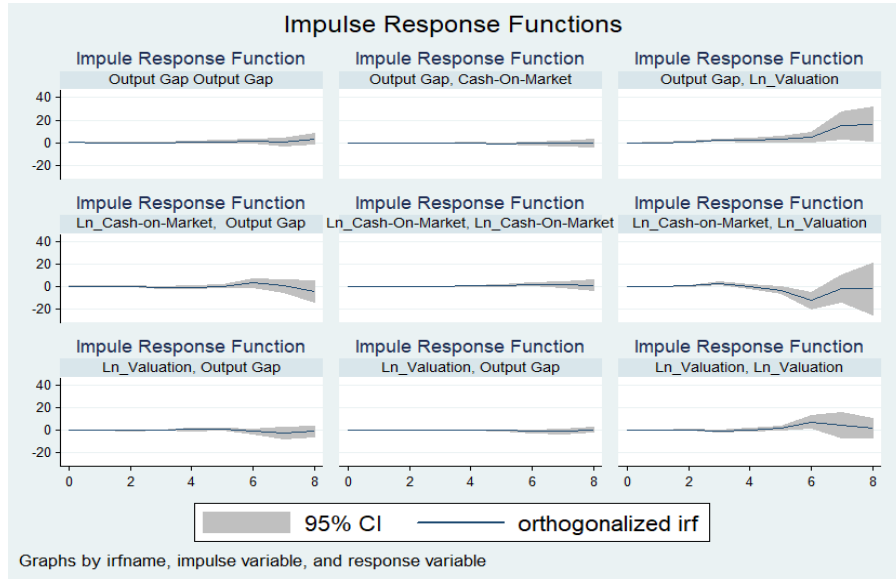 Impulse Response Functions
Impule Response Function Impule Response Function Impule Response Function
Output Gap Output Gap Output Gap, Cash-On-Market Output Gap, Ln_Valuation
40
20
0
-20
Impule Response Function Impule Response Function Impule Response Function
Ln_Cash-on-Market, Output Gap Ln_Cash-On-Market, Ln_Cash-On-Market Ln_Cash-on-Market, Ln_Valuation
40
20
0
-20
Impule Response Function Impule Response Function Impule Response Function
Ln_Valuation, Output Gap Ln_Valuation, Output Gap Ln_Valuation, Ln_Valuation
40
20
0
-20
0 2 4 6 8 0 2 4 6 8 0 2 4 6 8
95% CI orthogonalized irf
Graphs by irfname, impulse variable, and response variable